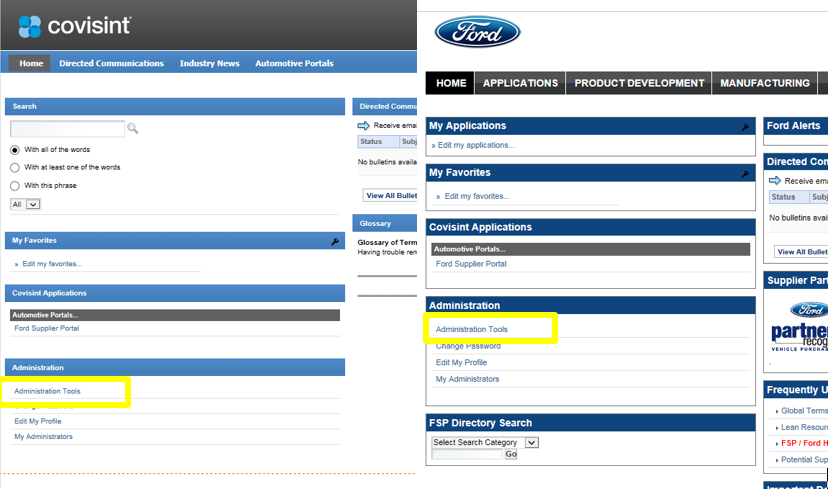 covisint
Home Directed Communications Industry News Automotive Portals
Search
With all of the words
With at least one of the words
With this phrase
All
My Favorites
» Edit my favorites...
Covisint Applications
Automotive Portals...
Ford Supplier Portal
Administration
Administration Tools
Edit My Profile
My Administrators
Directed Commu
Receive emai
Status Subj
No bulletins availa
View All Bullet
Glossary
Glossary of Term
Having trouble rem
Ford
HOME APPLICATIONS PRODUCT DEVELOPMENT MANUFACTURING
My Applications
» Edit my applications...
My Favorites
» Edit my favorites...
Covisint Applications
Automotive Portals...
Ford Supplier Portal
Administration
Administration Tools
Change Password
Edit My Profile
My Administrators
FSP Directory Search
Select Search Category
Go
Ford Alerts
Directed Con
Receive ema
Status Subj
No bulletins avai
View All Bullet
Supplier Part
Ford
partne
recog
VEHICLE PURCHAS
Frequently U
Global Terms
Lean Resour
FSP / Ford H
Potential Sup